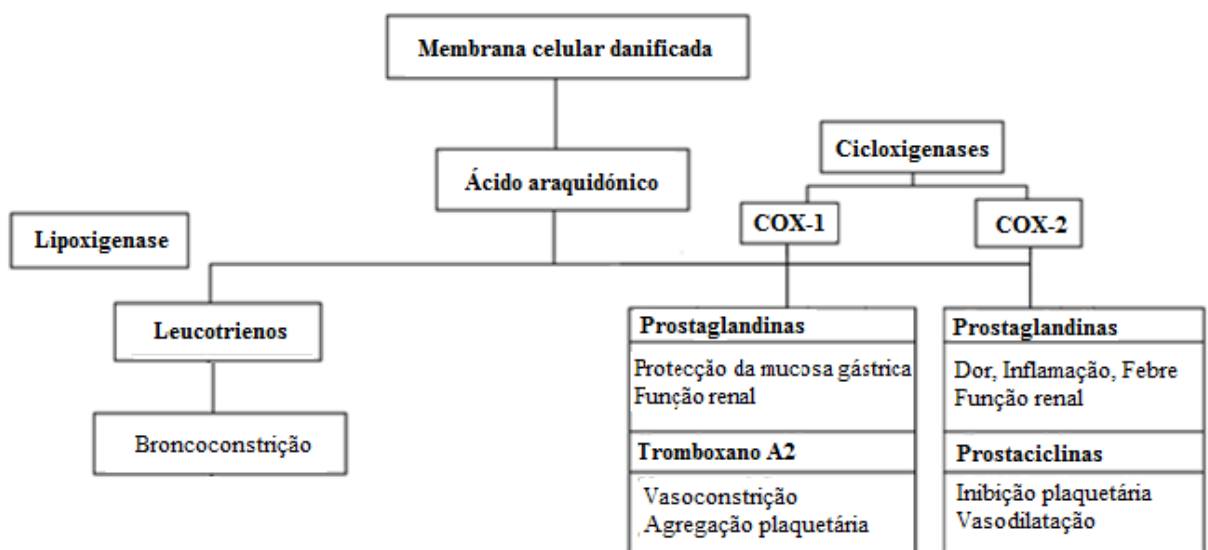 Membrana celular danificada
Cicloxigenases
Ácido araquidónico
Lipoxigenase
COX-1
COX-2
Leucotrienos
Broncoconstrição
Prostaglandinas
Protecção da mucosa gástrica
Função renal
Tromboxano A2
Vasoconstrição
Agregação plaquetária
Prostaglandinas
Dor, Inflamação, Febre
Função renal
Prostaciclinas
Inibição plaquetária
Vasodilatação